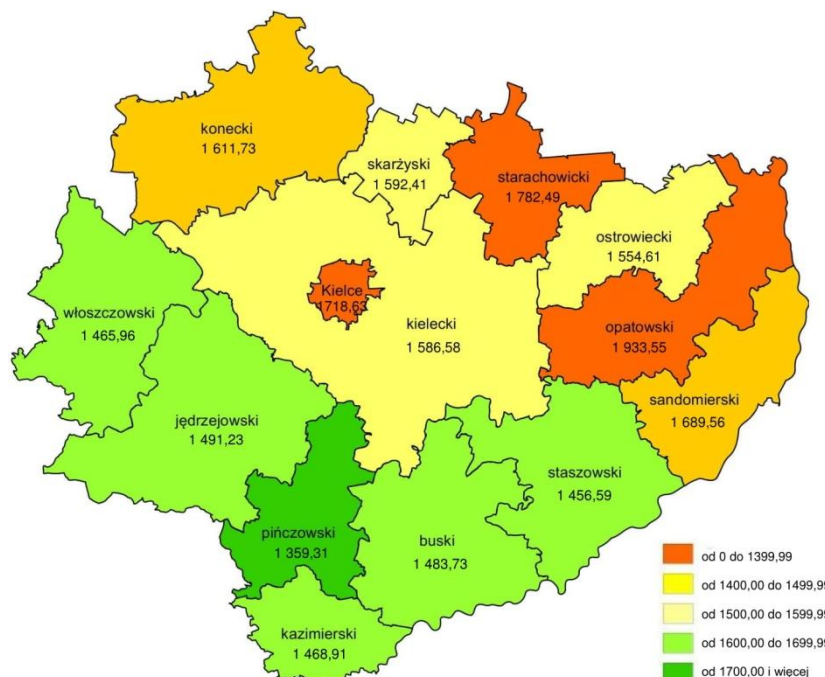 konecki
1 611,73
skarżyski
1 592,41
starachowicki
1 782,49
ostrowiecki
1 554,61
włoszczowski
1 465,96
Kielce
1718,63
kielecki
1 586,58
opatowski
1 933,55
sandomierski
1 689,56
jędrzejowski
1 491,23
staszowski
1 456,59
pińczowski
1 359,31
buski
1 483,73
kazimierski
1 468,91
od 0 do 1399,99
od 1400,00 do 1499,99
od 1500,00 do 1599,99
od 1600,00 do 1699,99
od 1700,00 i więcej